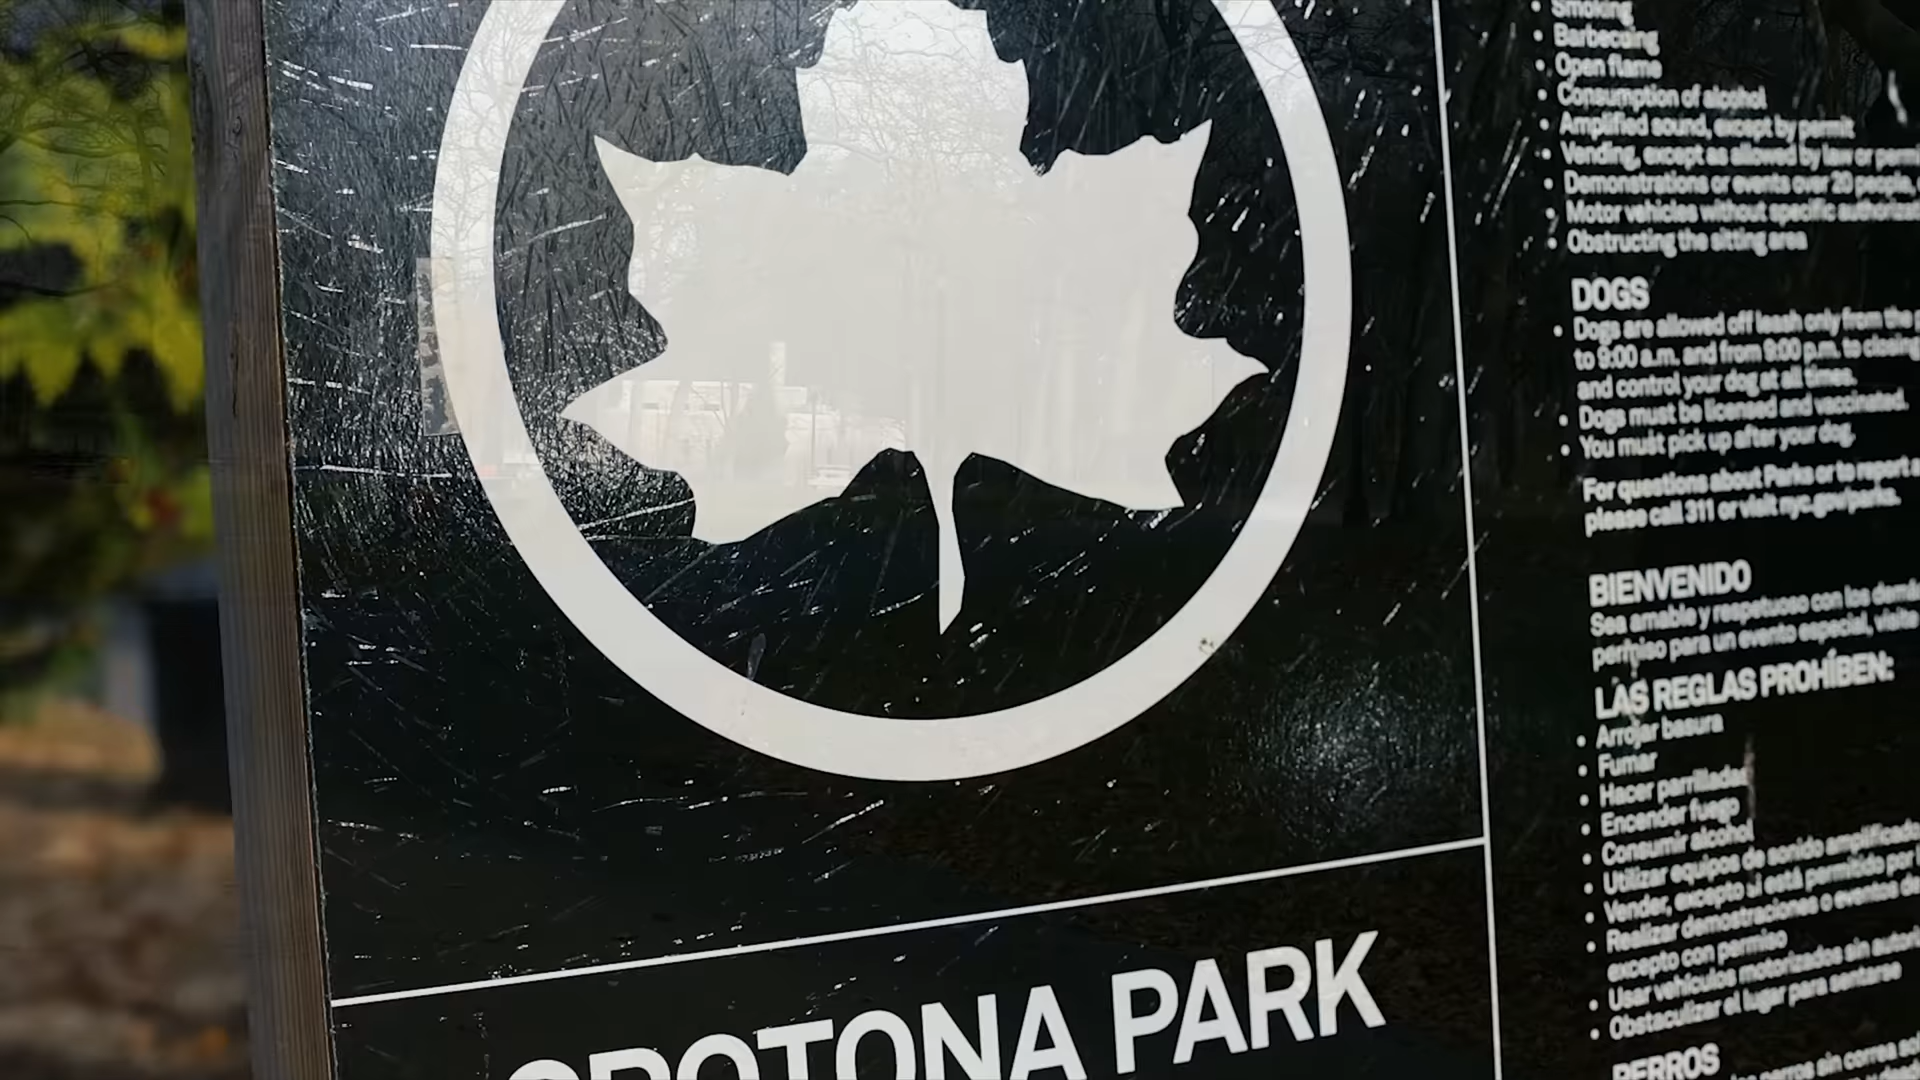 CROTONA PARK
Smoking
Barbecuing
Open flame
Consumption of alcohol
Amplified sound, except by permit
Vending, except as allowed by law or
Demonstrations or events over 20 people,
Motor vehicles without specific
Obstructing the sitting area
DOGS
Dogs are allowed off leash only from the
to 9:00 a.m. and from 9:00 p.m. to closing
and control your dog at all times.
Dogs must be licensed and vaccinated.
You must pick up after your dog.
For questions about Parks or to report a
please call 311 or visit nyc.gov/parks.
BIENVENIDO
Sea amable y respetuoso con los
permiso para un evento especial, visite
LAS REGLAS PROHÍBEN:
Arrojar basura
Fumar
Hacer parrilladas
Encender fuego
Consumir alcohol
Utilizar equipos de sonido amplificado
Vender, excepto si está permitido por
Realizar demostraciones o eventos de
excepto con permiso
Usar vehículos motorizados sin
Obstaculizar el lugar para sentarse
PERROS
perros sin correa